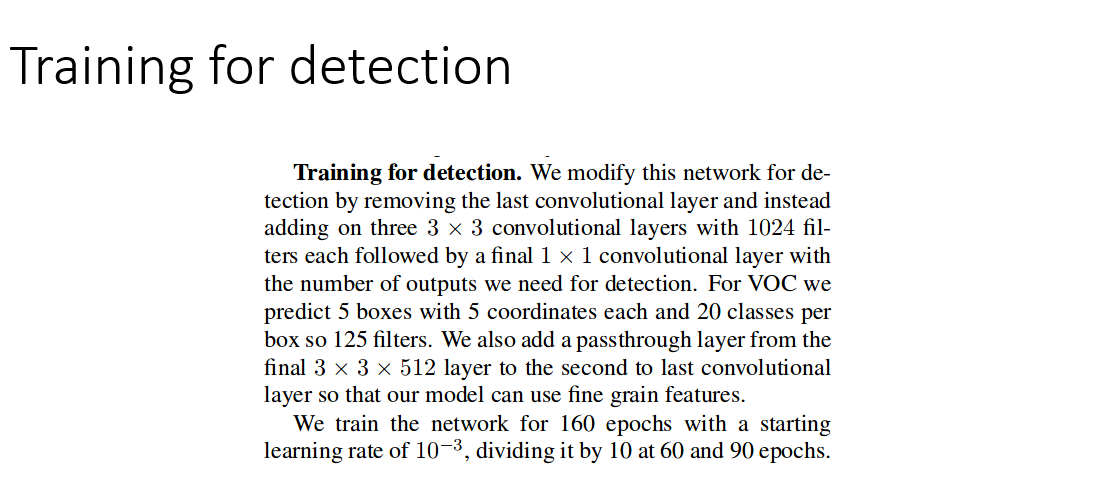 Training for detection
Training for detection. We modify this network for de-
tection by removing the last convolutional layer and instead
adding on three 3 × 3 convolutional layers with 1024 fil-
ters each followed by a final 1 × 1 convolutional layer with
the number of outputs we need for detection. For VOC we
predict 5 boxes with 5 coordinates each and 20 classes per
box so 125 filters. We also add a passthrough layer from the
final 3 × 3 × 512 layer to the second to last convolutional
layer so that our model can use fine grain features.
We train the network for 160 epochs with a starting
learning rate of 10⁻³, dividing it by 10 at 60 and 90 epochs.